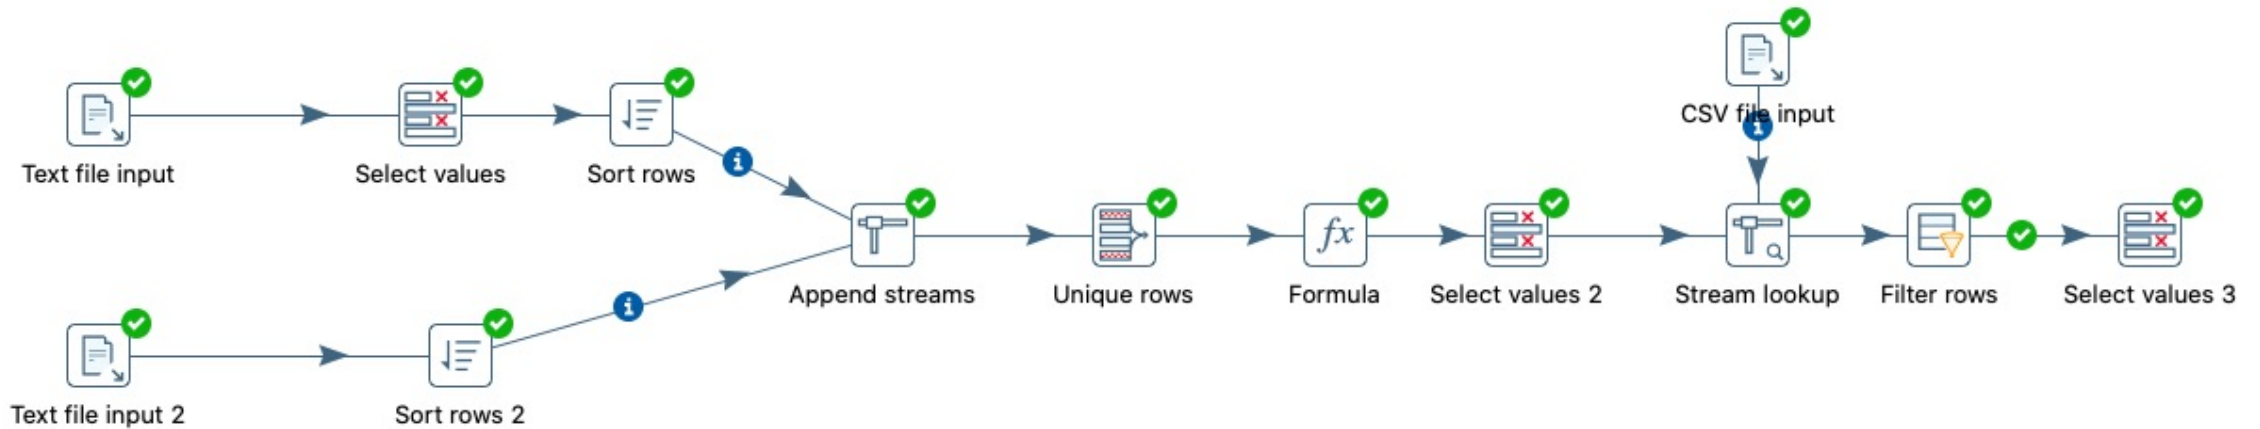 CSV file input
Text file input
Select values
Sort rows
Append streams
Unique rows
fx
Formula
Select values 2
Stream lookup
Filter rows
Select values 3
Text file input 2
Sort rows 2